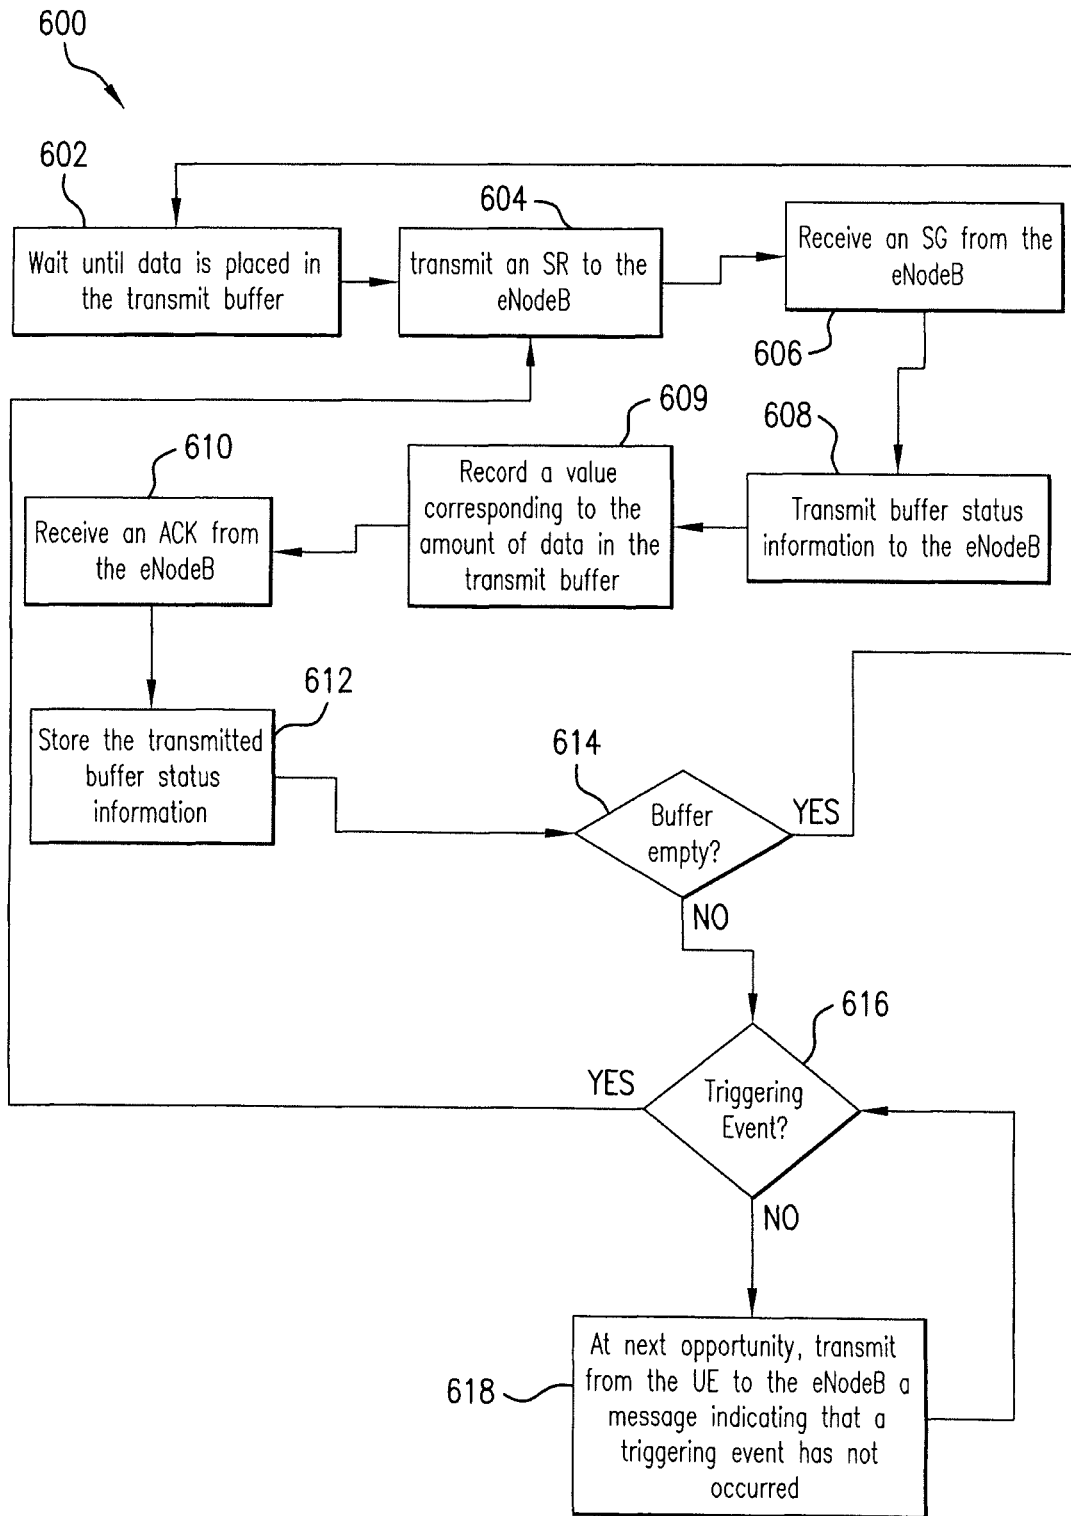 600
602
Wait until data is placed in
the transmit buffer
604
transmit an SR to the
eNodeB
Receive an SG from the
eNodeB
606
608
Transmit buffer status
information to the eNodeB
609
Record a value
corresponding to the
amount of data in the
transmit buffer
610
Receive an ACK from
the eNodeB
612
Store the transmitted
buffer status
information
614
Buffer
empty?
YES
NO
616
Triggering
Event?
YES
NO
618
At next opportunity, transmit
from the UE to the eNodeB a
message indicating that a
triggering event has not
occurred